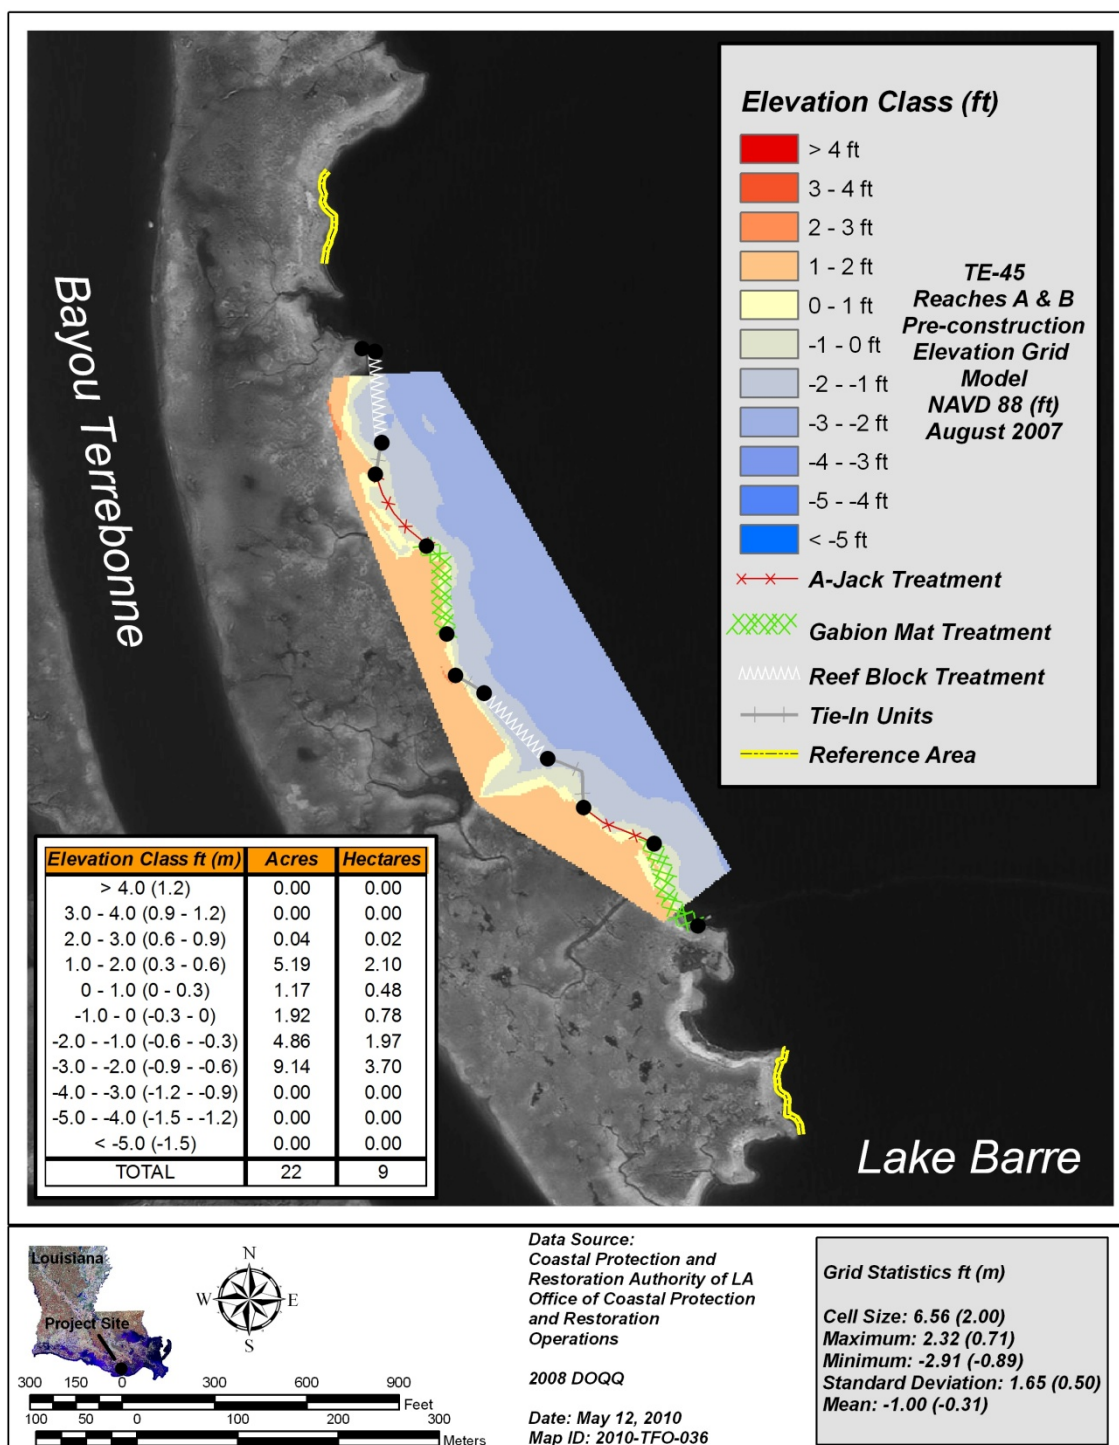 Elevation Class (ft)
> 4 ft
3 - 4 ft
2 - 3 ft
1 - 2 ft
0 - 1 ft
-1 - 0 ft
-2 - -1 ft
-3 - -2 ft
-4 - -3 ft
-5 - -4 ft
< -5 ft
TE-45
Reaches A & B
Pre-construction
Elevation Grid
Model
NAVD 88 (ft)
August 2007
A-Jack Treatment
Gabion Mat Treatment
Reef Block Treatment
Tie-In Units
Reference Area
Bayou Terrebonne
Lake Barre
Elevation Class ft (m) Acres Hectares
> 4.0 (1.2) 0.00 0.00
3.0 - 4.0 (0.9 - 1.2) 0.00 0.00
2.0 - 3.0 (0.6 - 0.9) 0.04 0.02
1.0 - 2.0 (0.3 - 0.6) 5.19 2.10
0 - 1.0 (0 - 0.3) 1.17 0.48
-1.0 - 0 (-0.3 - 0) 1.92 0.78
-2.0 - -1.0 (-0.6 - -0.3) 4.86 1.97
-3.0 - -2.0 (-0.9 - -0.6) 9.14 3.70
-4.0 - -3.0 (-1.2 - -0.9) 0.00 0.00
-5.0 - -4.0 (-1.5 - -1.2) 0.00 0.00
< -5.0 (-1.5) 0.00 0.00
TOTAL 22 9
Louisiana
Project Site
N
W E
S
300 150 0 300 600 900
Feet
100 50 0 100 200 300
Meters
Data Source:
Coastal Protection and
Restoration Authority of LA
Office of Coastal Protection
and Restoration
Operations
2008 DOQQ
Date: May 12, 2010
Map ID: 2010-TFO-036
Grid Statistics ft (m)
Cell Size: 6.56 (2.00)
Maximum: 2.32 (0.71)
Minimum: -2.91 (-0.89)
Standard Deviation: 1.65 (0.50)
Mean: -1.00 (-0.31)